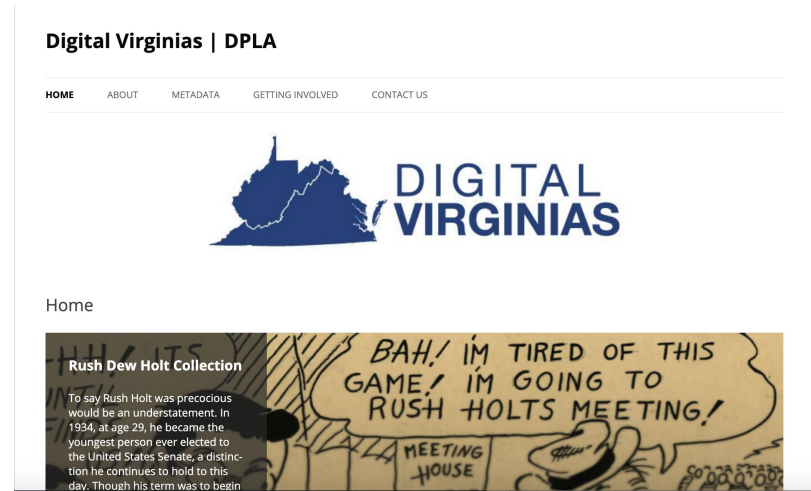 Digital Virginias | DPLA
HOME ABOUT METADATA GETTING INVOLVED CONTACT US
DIGITAL
VIRGINIAS
Home
Rush Dew Holt Collection
To say Rush Holt was precocious
would be an understatement. In
1934, at age 29, he became the
youngest person ever elected to
the United States Senate, a distinc-
tion he continues to hold to this
day. Though his term was to begin
BAH! IM TIRED OF THIS
GAME! IM GOING TO
RUSH HOLTS MEETING!
MEETING
HOUSE